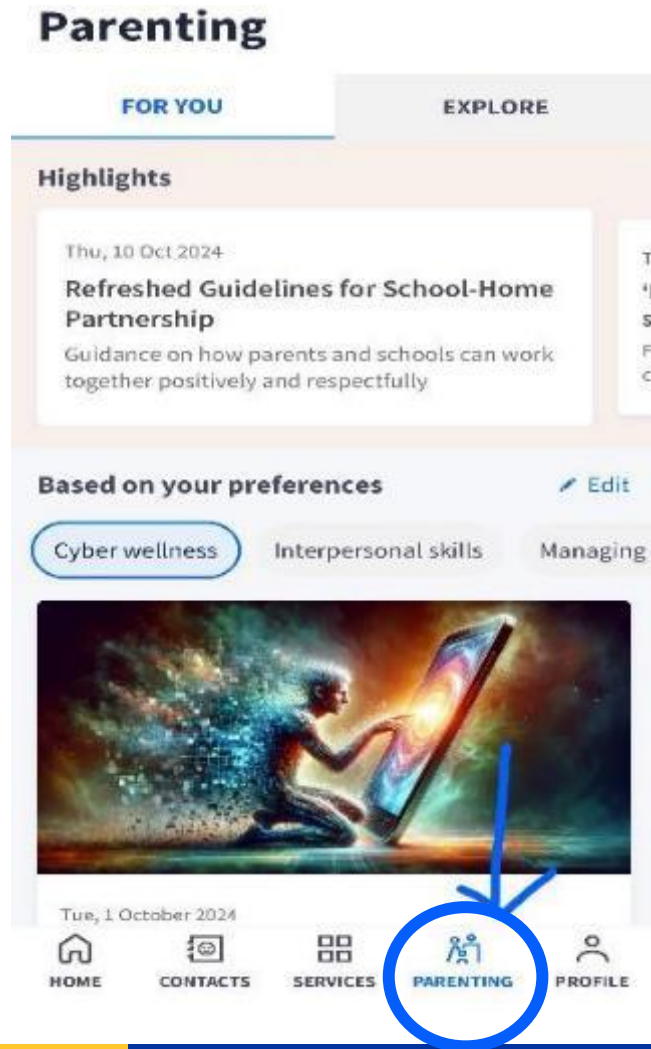 Parenting
FOR YOU
EXPLORE
Highlights
Thu, 10 Oct 2024
Refreshed Guidelines for School-Home
Partnership
Guidance on how parents and schools can work
together positively and respectfully
Based on your preferences
Edit
Cyber wellness
Interpersonal skills
Managing
Tue, 1 October 2024
HOME
CONTACTS
SERVICES
PARENTING
PROFILE